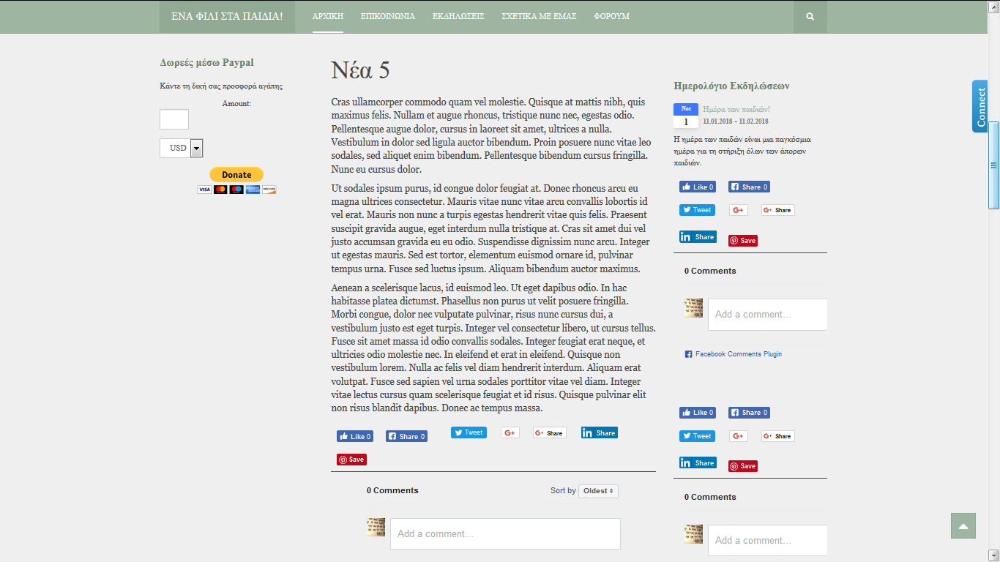 ΕΝΑ ΦΙΛΙ ΣΤΑ ΠΑΙΔΙΑ!
ΑΡΧΙΚΗ ΕΠΙΚΟΙΝΩΝΙΑ ΕΚΔΗΛΩΣΕΙΣ ΣΧΕΤΙΚΑ ΜΕ ΕΜΑΣ ΦΟΡΟΥΜ
Δωρεές μέσω Paypal
Κάντε τη δική σας προσφορά αγάπης
Amount:
USD
Donate
VISA
DISCOVER
Νέα 5
Cras ullamcorper commodo quam vel molestie. Quisque at mattis nibh, quis
maximus felis. Nullam et augue rhoncus, tristique nunc nec, egestas odio.
Pellentesque augue dolor, cursus in laoreet sit amet, ultrices a nulla.
Vestibulum in dolor sed ligula auctor bibendum. Proin posuere nunc vitae leo
sodales, sed aliquet enim bibendum. Pellentesque bibendum cursus fringilla.
Nunc eu cursus dolor.
Ut sodales ipsum purus, id congue dolor feugiat at. Donec rhoncus arcu eu
magna ultrices consectetur. Mauris vitae nunc vitae arcu convallis lobortis id
vel erat. Mauris non nunc a turpis egestas hendrerit vitae quis felis. Praesent
suscipit gravida augue, eget interdum nulla tristique at. Cras sit amet dui vel
justo accumsan gravida eu eu odio. Suspendisse dignissim nunc arcu. Integer
ut egestas mauris. Sed est tortor, elementum euismod ornare id, pulvinar
tempus urna. Fusce sed luctus ipsum. Aliquam bibendum auctor maximus.
Aenean a scelerisque lacus, id euismod leo. Ut eget dapibus odio. In hac
habitasse platea dictumst. Phasellus non purus ut velit posuere fringilla.
Morbi congue, dolor nec vulputate pulvinar, risus nunc cursus dui, a
vestibulum justo est eget turpis. Integer vel consectetur libero, ut cursus tellus.
Fusce sit amet massa id odio convallis sodales. Integer feugiat erat neque, et
ultricies odio molestie nec. In eleifend et erat in eleifend. Quisque non
vestibulum lorem. Nulla ac felis vel diam hendrerit interdum. Aliquam erat
volutpat. Fusce sed sapien vel urna sodales porttitor vitae vel diam. Integer
vitae lectus cursus quam scelerisque feugiat et id risus. Quisque pulvinar elit
non risus blandit dapibus. Donec ac tempus massa.
Like 0 Share 0 Tweet G+ G+ Share in Share
Save
0 Comments Sort by Oldest
Add a comment...
Ημερολόγιο Εκδηλώσεων
Νοε
1
Ημέρα των παιδιών!
11.01.2018 - 11.02.2018
Η ημέρα των παιδών είναι μια παγκόσμια
ημέρα για τη στήριξη όλων των άπορων
παιδιών.
Like 0 Share 0
Tweet G+ G+ Share
in Share Save
0 Comments
Add a comment...
Facebook Comments Plugin
Like 0 Share 0
Tweet G+ G+ Share
in Share Save
0 Comments
Add a comment...
Connect